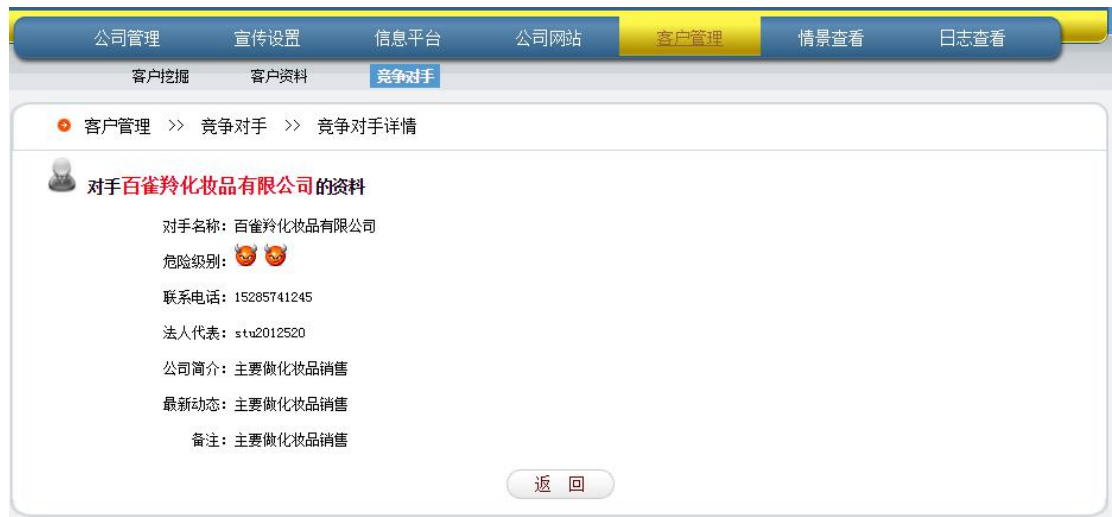 公司管理 宣传设置 信息平台 公司网站 客户管理 情景查看 日志查看
客户挖掘 客户资料 竞争对手
客户管理 >> 竞争对手 >> 竞争对手详情
对手百雀羚化妆品有限公司的资料
对手名称：百雀羚化妆品有限公司
危险级别：
联系电话：15285741245
法人代表：stu2012520
公司简介：主要做化妆品销售
最新动态：主要做化妆品销售
备注：主要做化妆品销售
返 回